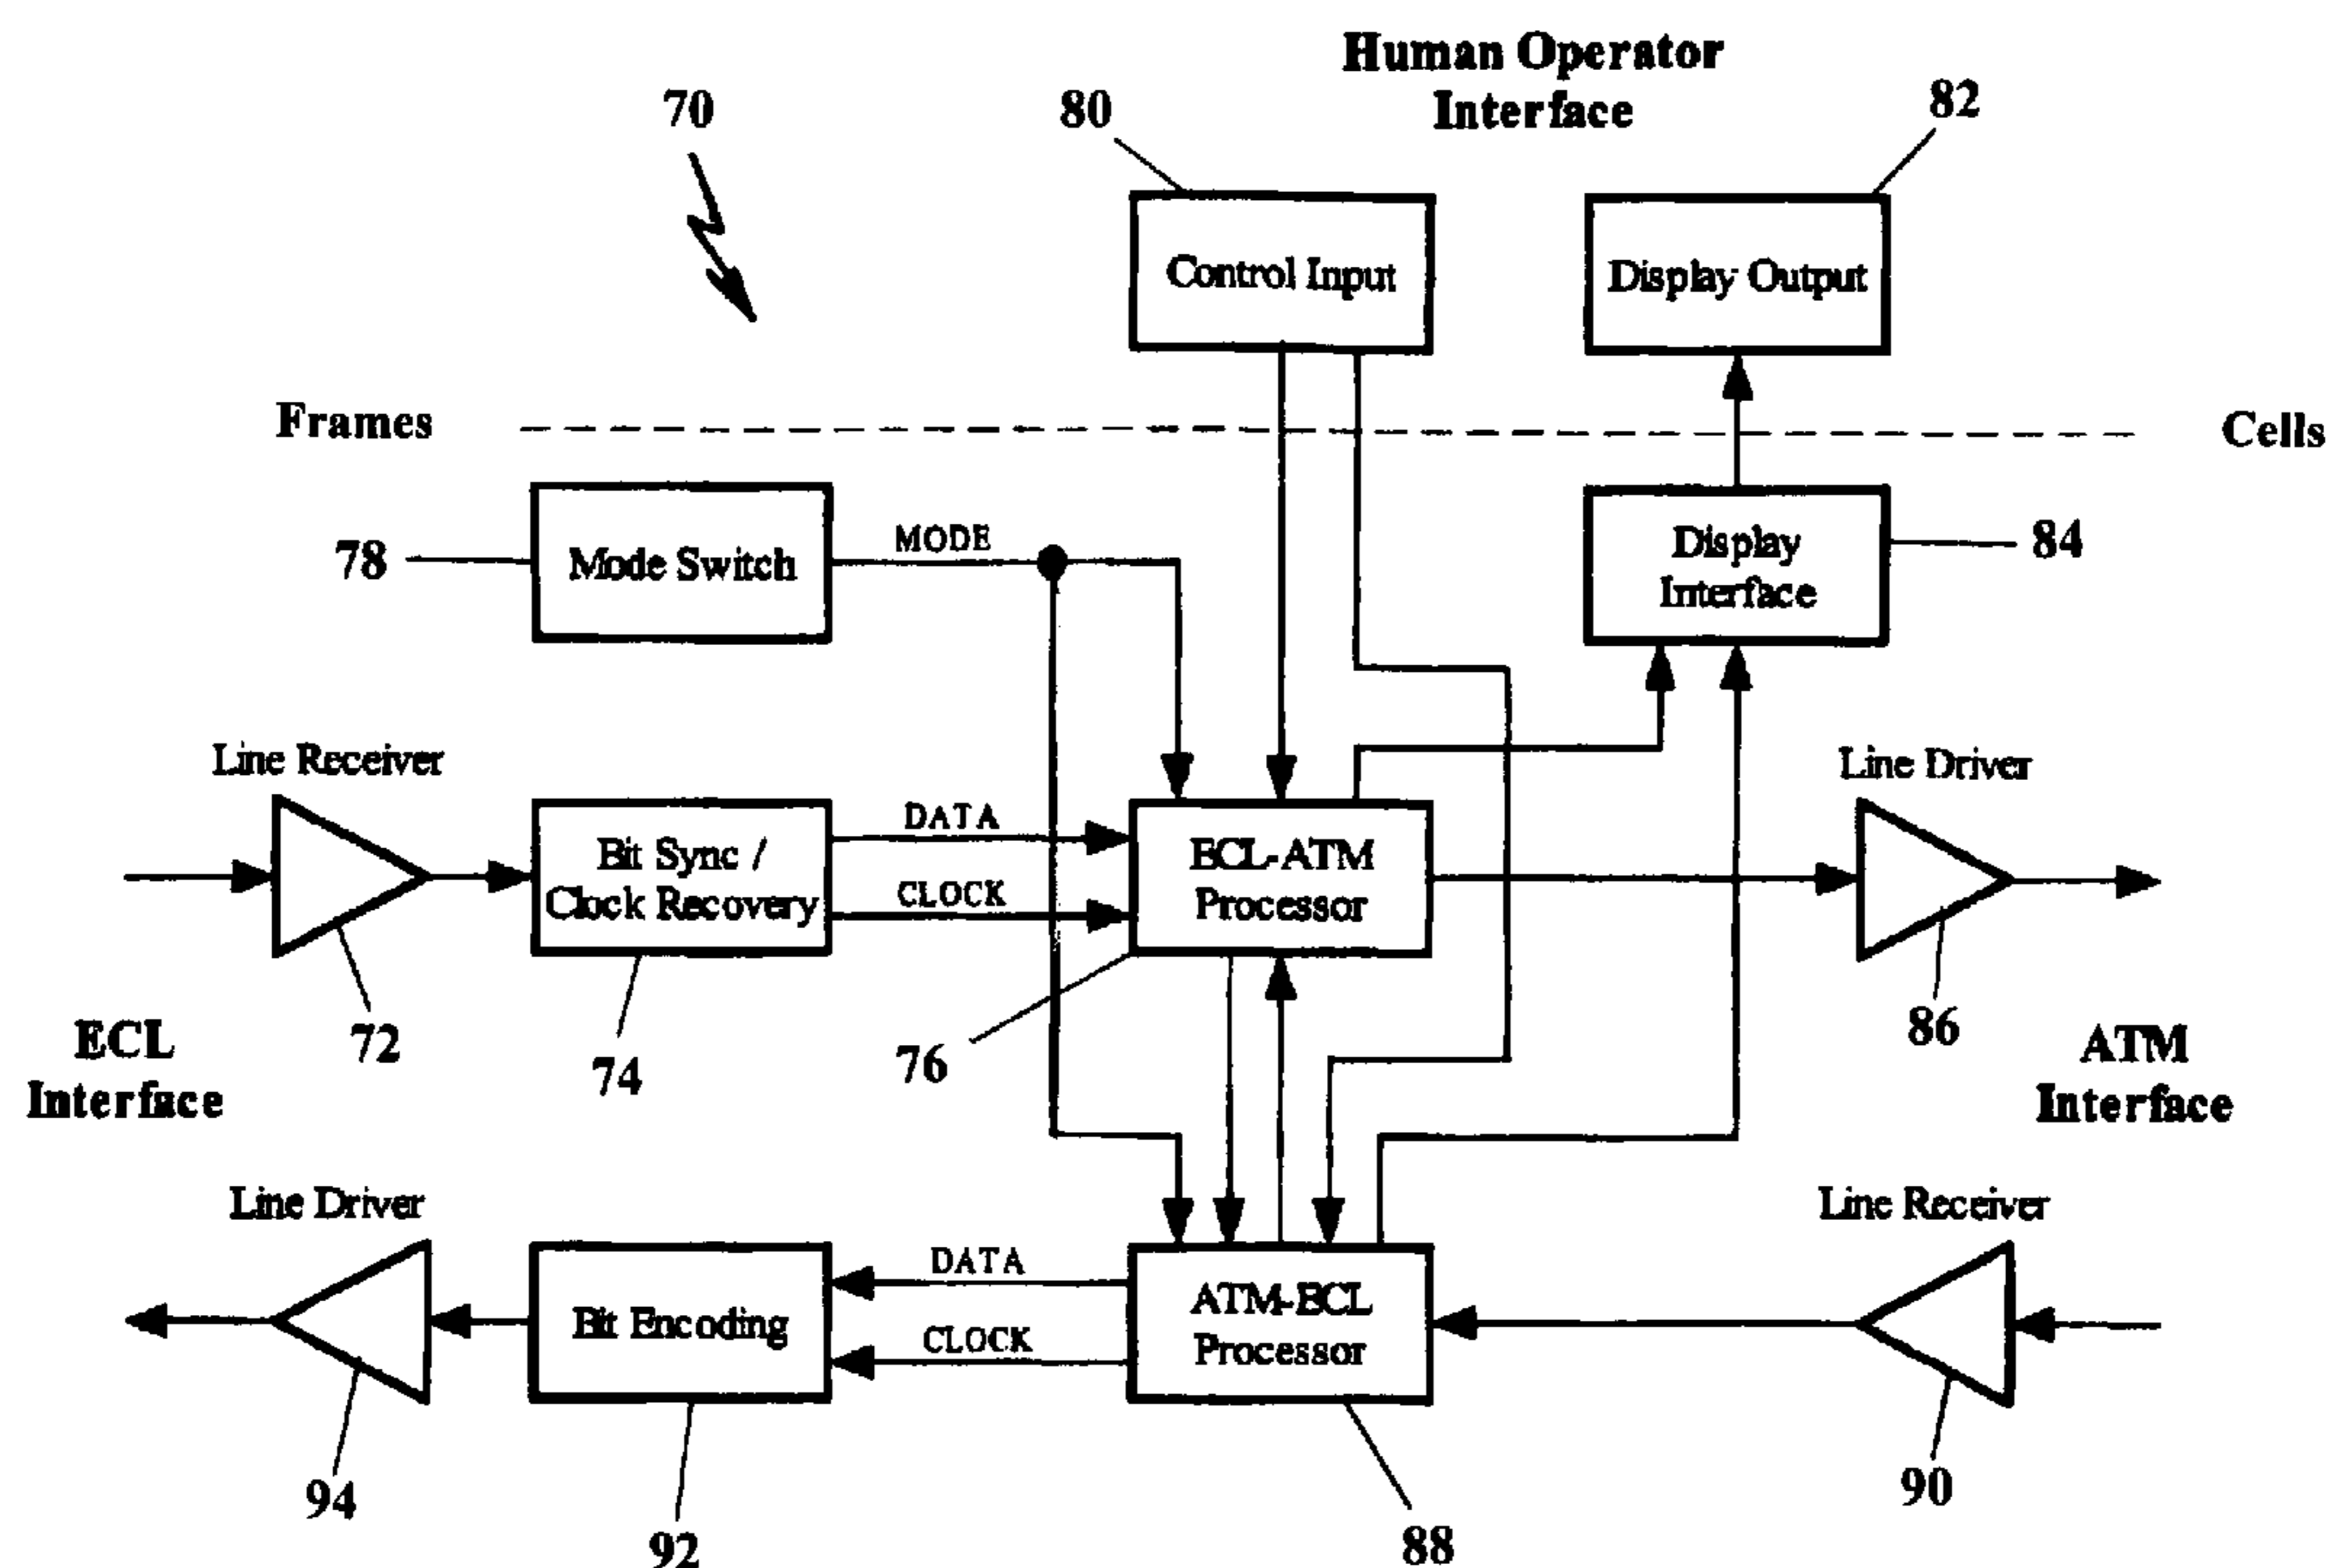 Human Operator
Interface
70
80
82
Control Input
Display Output
Frames
Cells
78
Mode Switch
MODE
Display
Interface
84
Line Receiver
Line Driver
Bit Sync /
Clock Recovery
DATA
CLOCK
ECL-ATM
Processor
72
74
76
86
ECL
Interface
ATM
Interface
Line Driver
Line Receiver
Bit Encoding
DATA
CLOCK
ATM-ECL
Processor
94
92
88
90